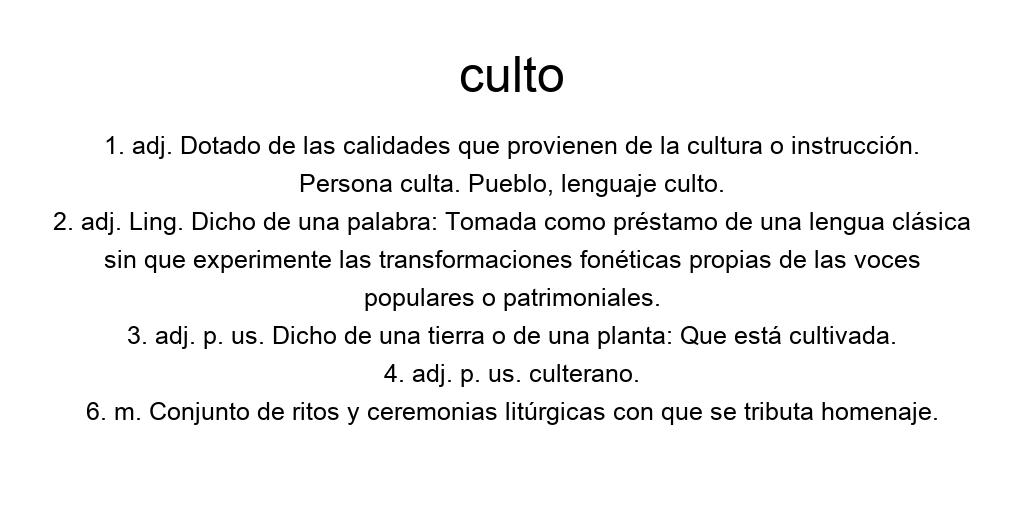 culto
1. adj. Dotado de las calidades que provienen de la cultura o instrucción.
Persona culta. Pueblo, lenguaje culto.
2. adj. Ling. Dicho de una palabra: Tomada como préstamo de una lengua clásica
sin que experimente las transformaciones fonéticas propias de las voces
populares o patrimoniales.
3. adj. p. us. Dicho de una tierra o de una planta: Que está cultivada.
4. adj. p. us. culterano.
6. m. Conjunto de ritos y ceremonias litúrgicas con que se tributa homenaje.